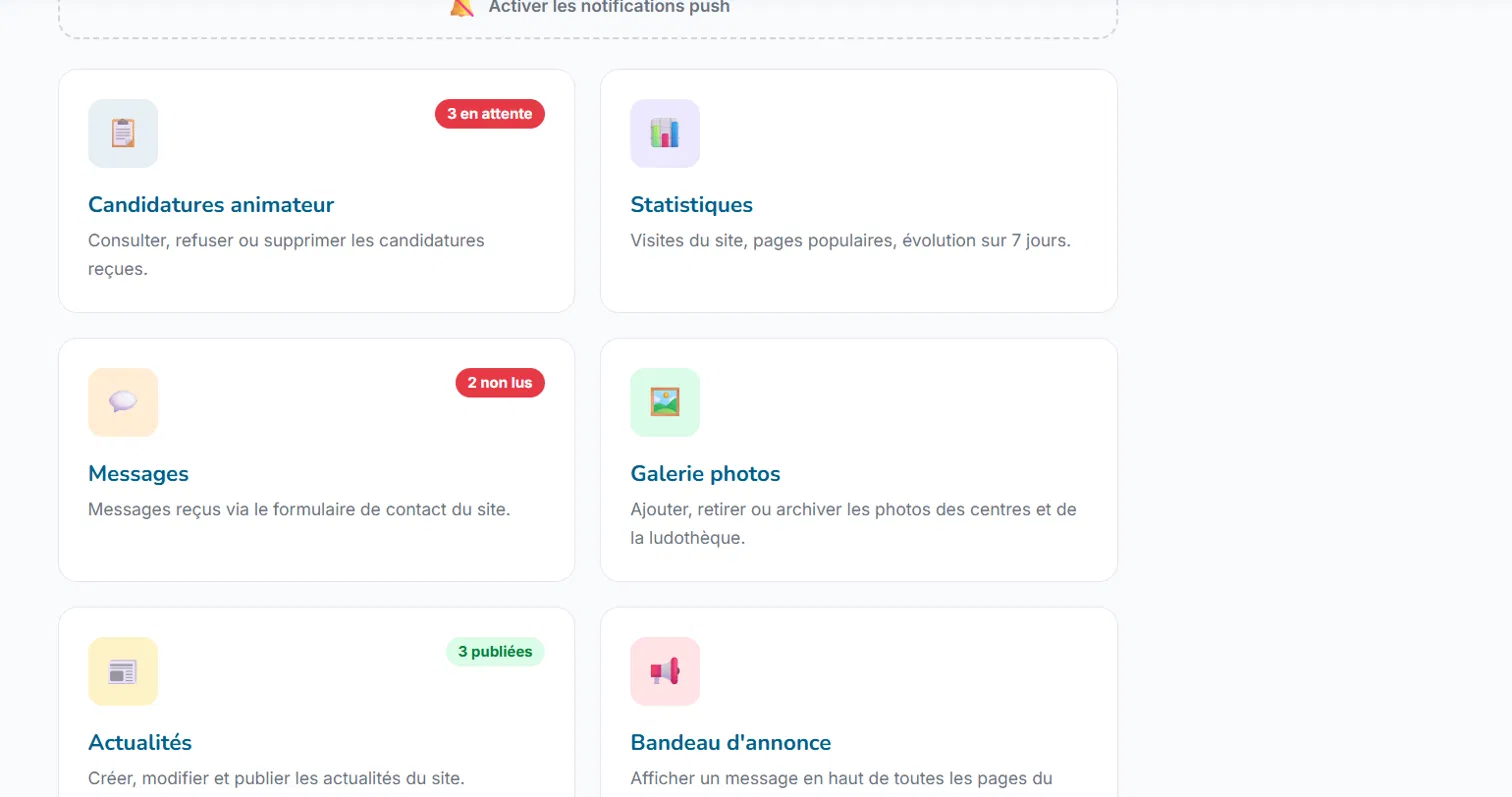 Activer les notifications push
3 en attente
Candidatures animateur
Consulter, refuser ou supprimer les candidatures
reçues.
Statistiques
Visites du site, pages populaires, évolution sur 7 jours.
2 non lus
Messages
Messages reçus via le formulaire de contact du site.
Galerie photos
Ajouter, retirer ou archiver les photos des centres et de
la ludothèque.
3 publiées
Actualités
Créer, modifier et publier les actualités du site.
Bandeau d'annonce
Afficher un message en haut de toutes les pages du